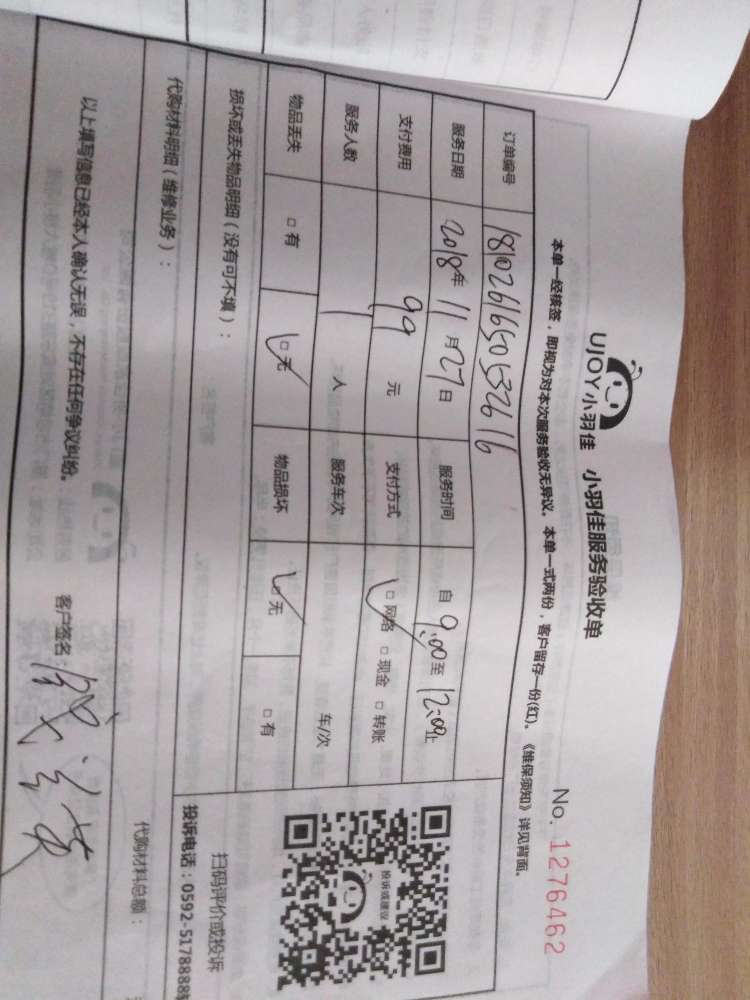 UJOY小羽佳 小羽佳服务验收单
No. 1276462
本单一经核签，即视为对本次服务验收无异议。本单一式两份，客户留存一份(红)。《维保须知》详见背面。
订单编号 1810261650532616
服务日期 2018年11月27日 服务时间 自9:00至12:00止
支付费用 99元 支付方式 □网络 □现金 □转账
服务人数 1人 服务车次 车/次
物品丢失 □有 □无 物品损坏 □无 □有
投诉或建议
扫码评价或投诉
投诉电话：0592-5178888
损坏或丢失物品明细（没有可不填）：
代购材料明细（维修业务）： 代购材料总额：
以上填写信息已经本人确认无误，不存在任何争议纠纷。 客户签名：